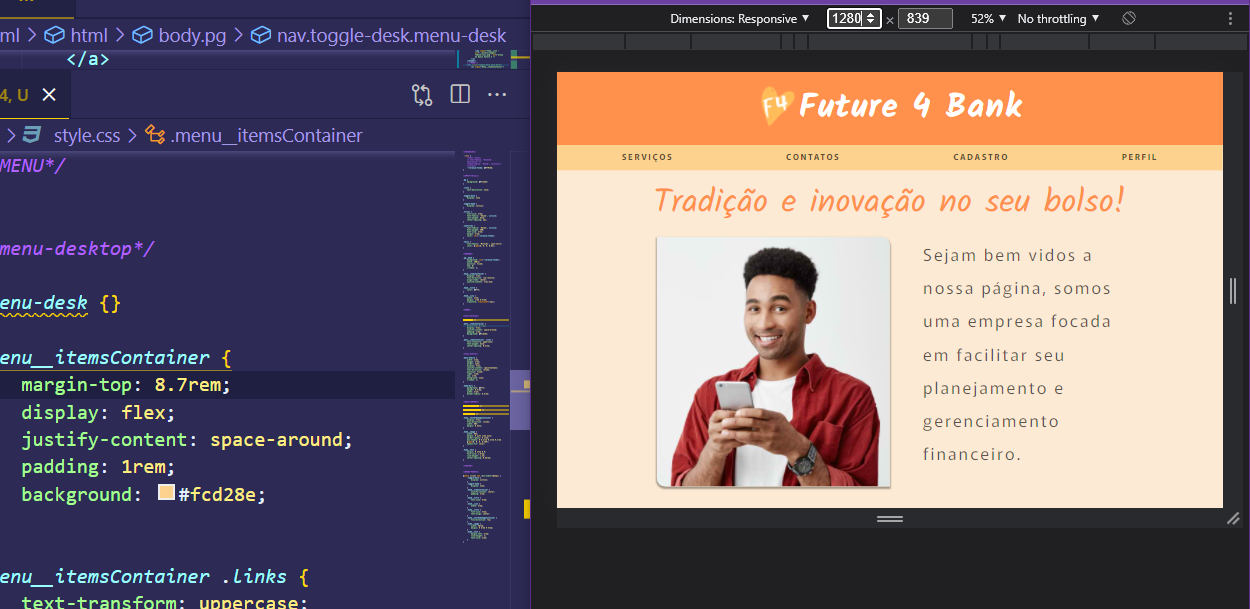 Dimensions: Responsive ▼ 1280 × 839 52% ▼ No throttling ▼
ml > html > body.pg > nav.toggle-desk.menu-desk
</a>
4, U
> style.css > .menu__itemsContainer
MENU*/
menu-desktop*/
enu-desk {}
enu__itemsContainer {
margin-top: 8.7rem;
display: flex;
justify-content: space-around;
padding: 1rem;
background: #fcd28e;
enu__itemsContainer .links {
text-transform: uppercase;
F4 Future 4 Bank
SERVIÇOS CONTATOS CADASTRO PERFIL
Tradição e inovação no seu bolso!
Sejam bem vidos a
nossa página, somos
uma empresa focada
em facilitar seu
planejamento e
gerenciamento
financeiro.